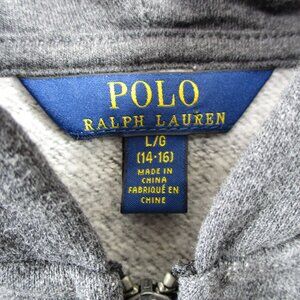 POLO
RALPH LAUREN
L/G
(14-16)
MADE IN
CHINA
FABRIQUÉ EN
CHINE